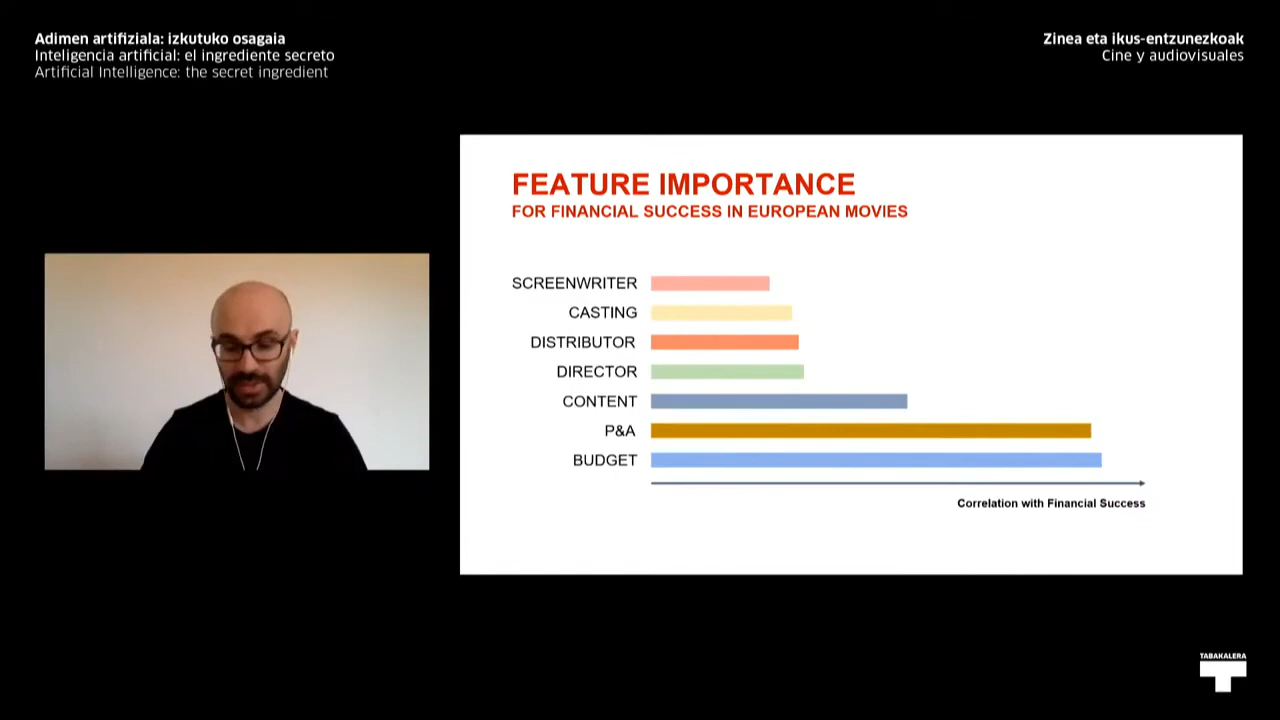 Adimen artifiziala: izkutuko osagaia
Inteligencia artificial: el ingrediente secreto
Artificial Intelligence: the secret ingredient
Zinea eta ikus-entzunezkoak
Cine y audiovisuales
FEATURE IMPORTANCE
FOR FINANCIAL SUCCESS IN EUROPEAN MOVIES
SCREENWRITER
CASTING
DISTRIBUTOR
DIRECTOR
CONTENT
P&A
BUDGET
Correlation with Financial Success
TABAKALERA